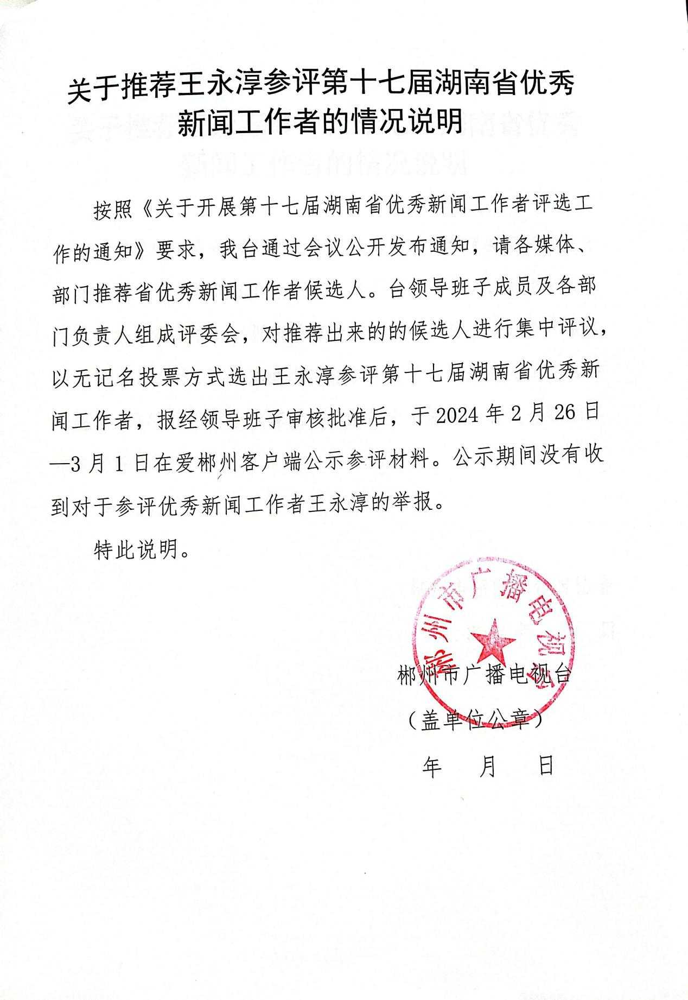 关于推荐王永淳参评第十七届湖南省优秀
新闻工作者的情况说明
按照《关于开展第十七届湖南省优秀新闻工作者评选工
作的通知》要求，我台通过会议公开发布通知，请各媒体、
部门推荐省优秀新闻工作者候选人。台领导班子成员及各部
门负责人组成评委会，对推荐出来的的候选人进行集中评议，
以无记名投票方式选出王永淳参评第十七届湖南省优秀新
闻工作者，报经领导班子审核批准后，于2024年2月26日
—3月1日在爱郴州客户端公示参评材料。公示期间没有收
到对于参评优秀新闻工作者王永淳的举报。
特此说明。
郴州市广播电视台
郴州市广播电视台
（盖单位公章）
年 月 日